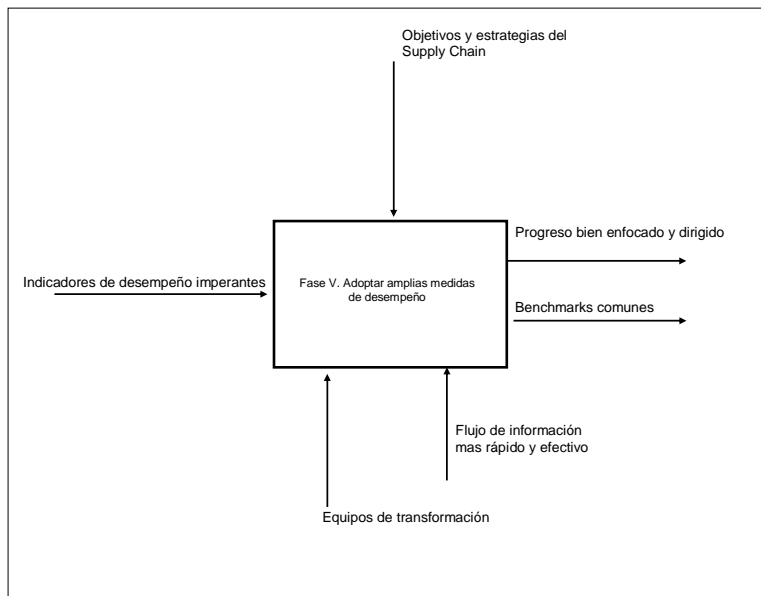 Objetivos y estrategias del
Supply Chain
Progreso bien enfocado y dirigido
Indicadores de desempeño imperantes
Fase V. Adoptar amplias medidas
de desempeño
Benchmarks comunes
Flujo de información
mas rápido y efectivo
Equipos de transformación